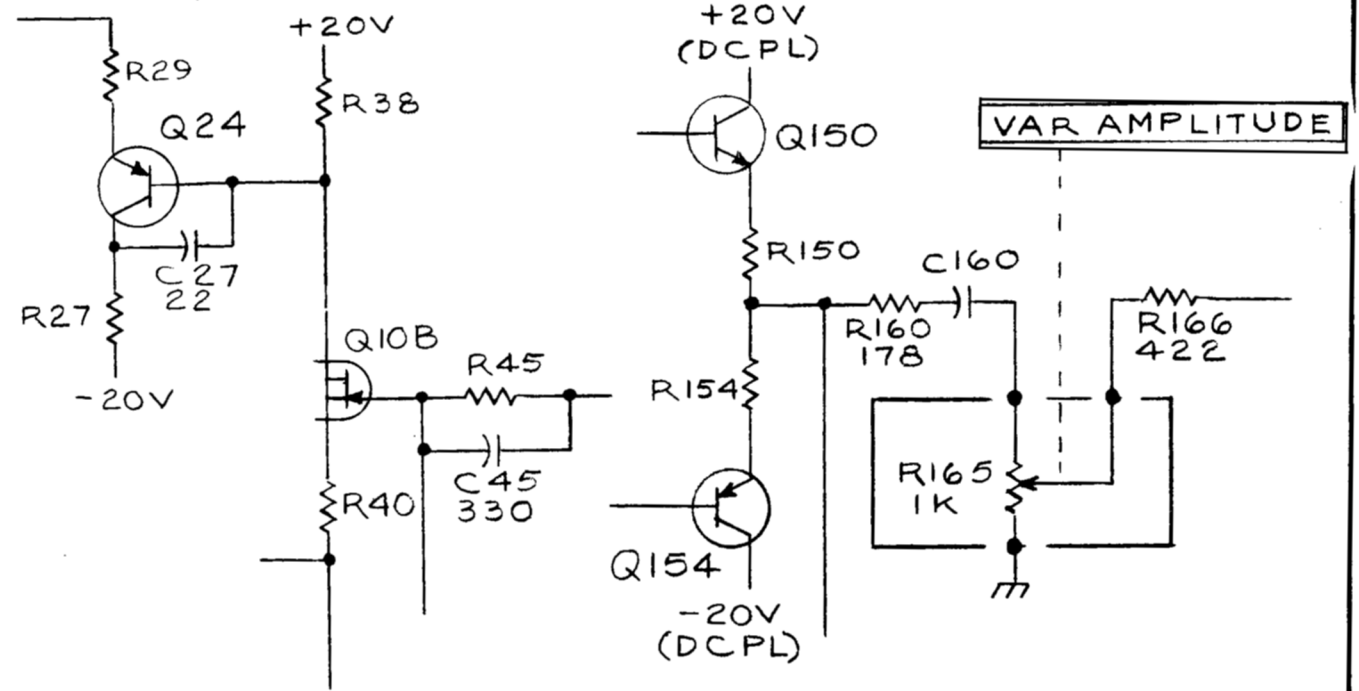 +20V
R29
R38
Q24
C27
22
R27
-20V
Q10B
R45
C45
330
R40
+20V
(DCPL)
Q150
R150
C160
R160
178
R154
Q154
-20V
(DCPL)
VAR AMPLITUDE
R166
422
R165
1K